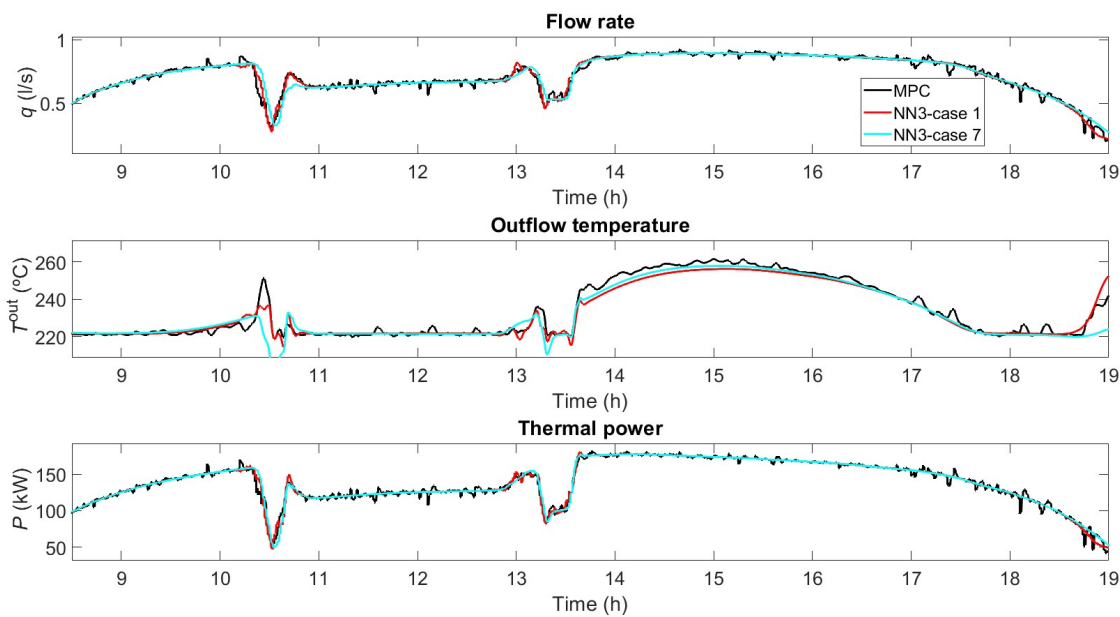 Flow rate
1
0.5
q (l/s)
MPC
NN3-case 1
NN3-case 7
9 10 11 12 13 14 15 16 17 18 19
Time (h)
Outflow temperature
260
240
220
Tout (ºC)
9 10 11 12 13 14 15 16 17 18 19
Time (h)
Thermal power
150
100
50
P (kW)
9 10 11 12 13 14 15 16 17 18 19
Time (h)